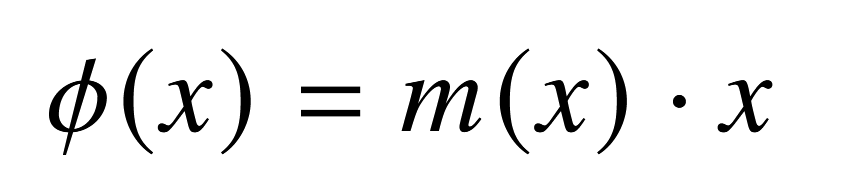 ϕ(x) = m(x) · x